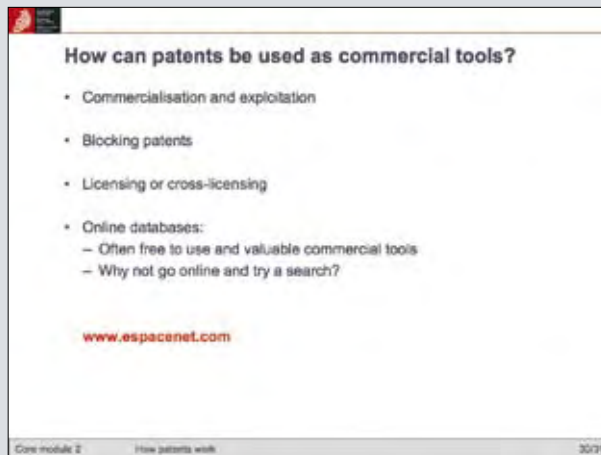 How can patents be used as commercial tools?
• Commercialisation and exploitation
• Blocking patents
• Licensing or cross-licensing
• Online databases:
– Often free to use and valuable commercial tools
– Why not go online and try a search?
www.espacenet.com
Core module 2 How patents work